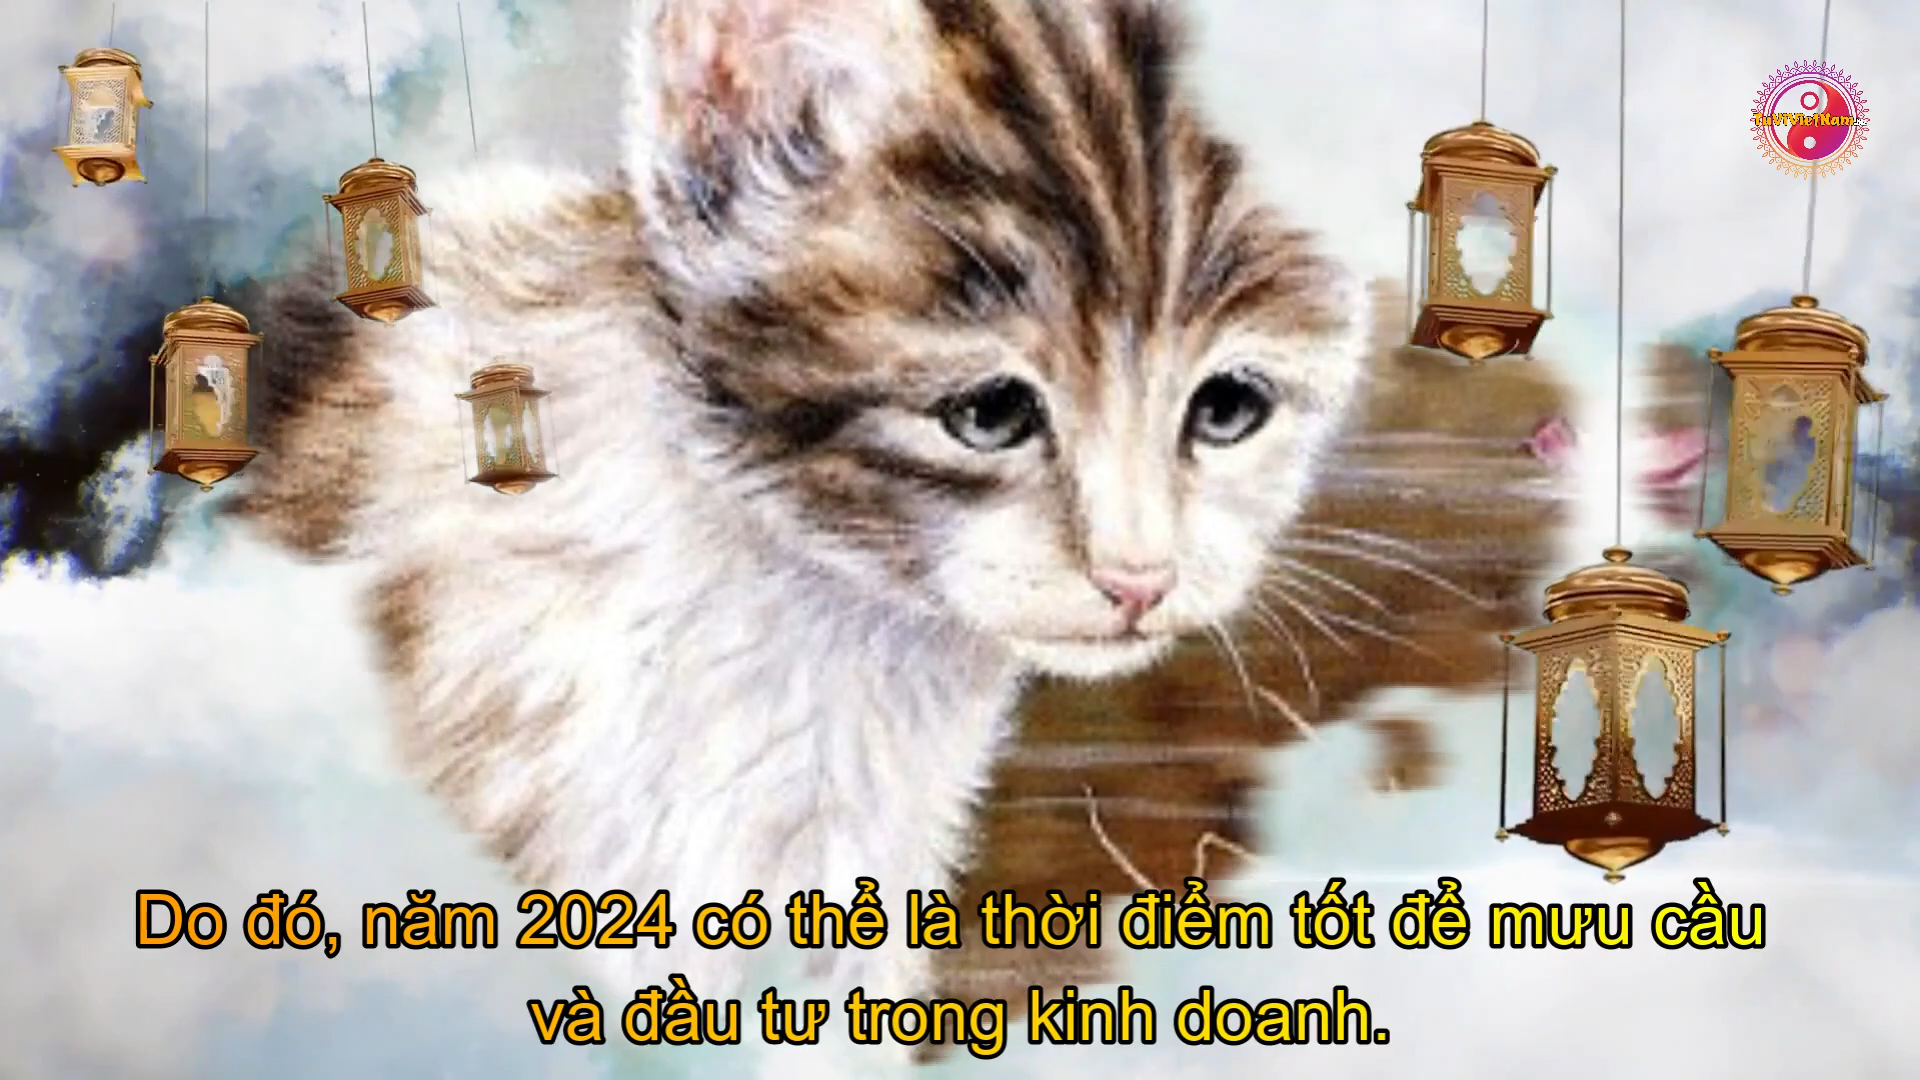 TuViVietNam
Do đó, năm 2024 có thể là thời điểm tốt để mưu cầu
và đầu tư trong kinh doanh.